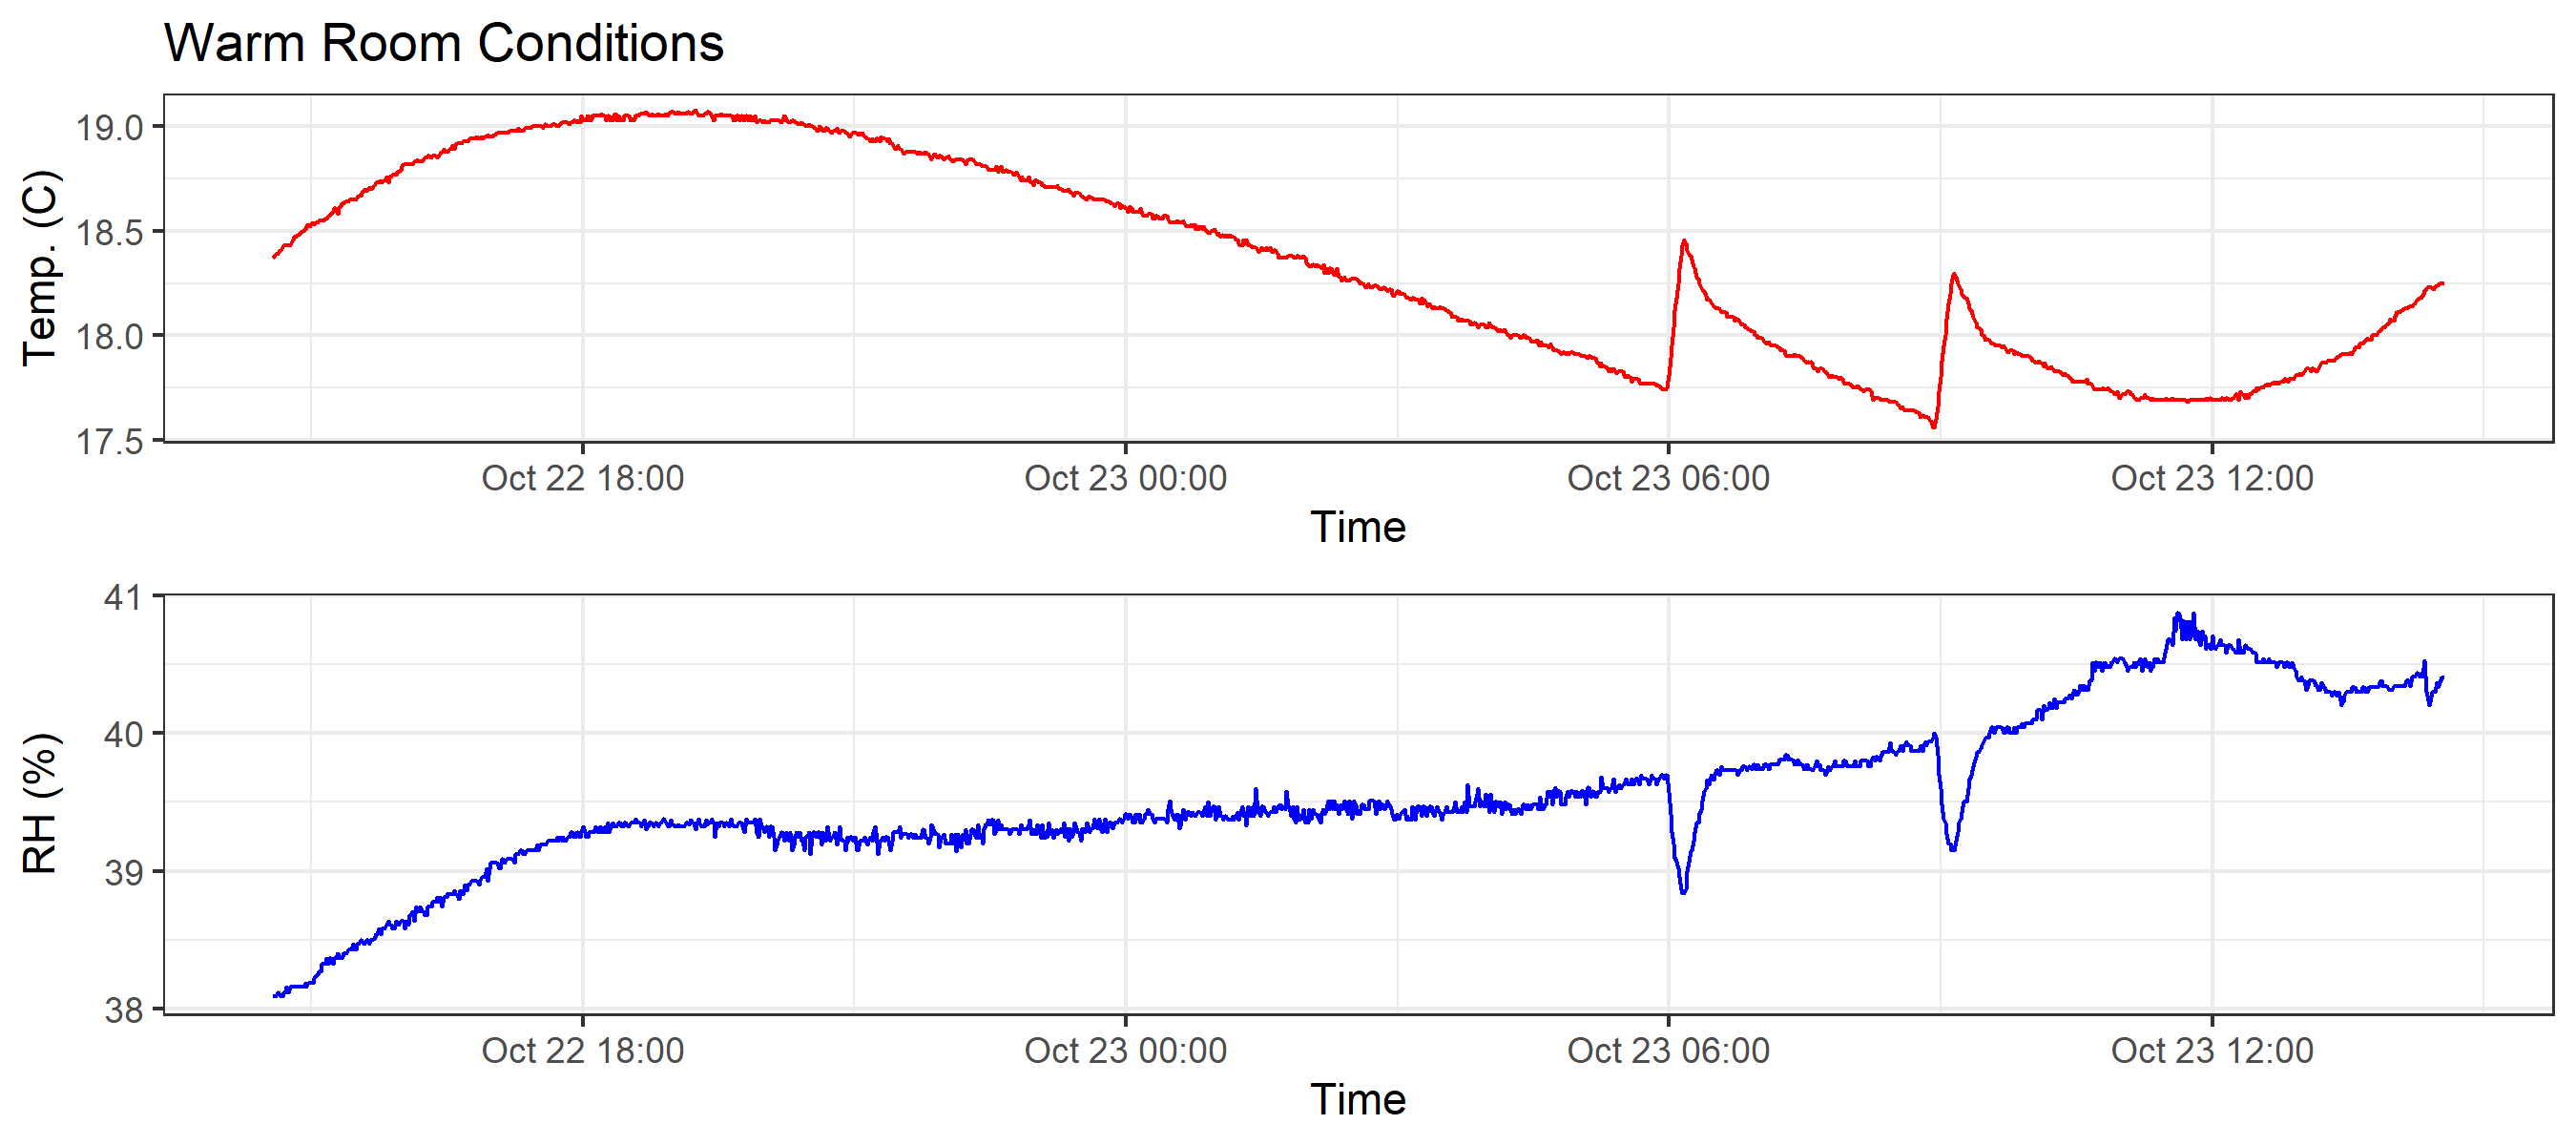 Warm Room Conditions
Temp. (C)
19.0
18.5
18.0
17.5
Oct 22 18:00 Oct 23 00:00 Oct 23 06:00 Oct 23 12:00
Time
RH (%)
41
40
39
38
Oct 22 18:00 Oct 23 00:00 Oct 23 06:00 Oct 23 12:00
Time